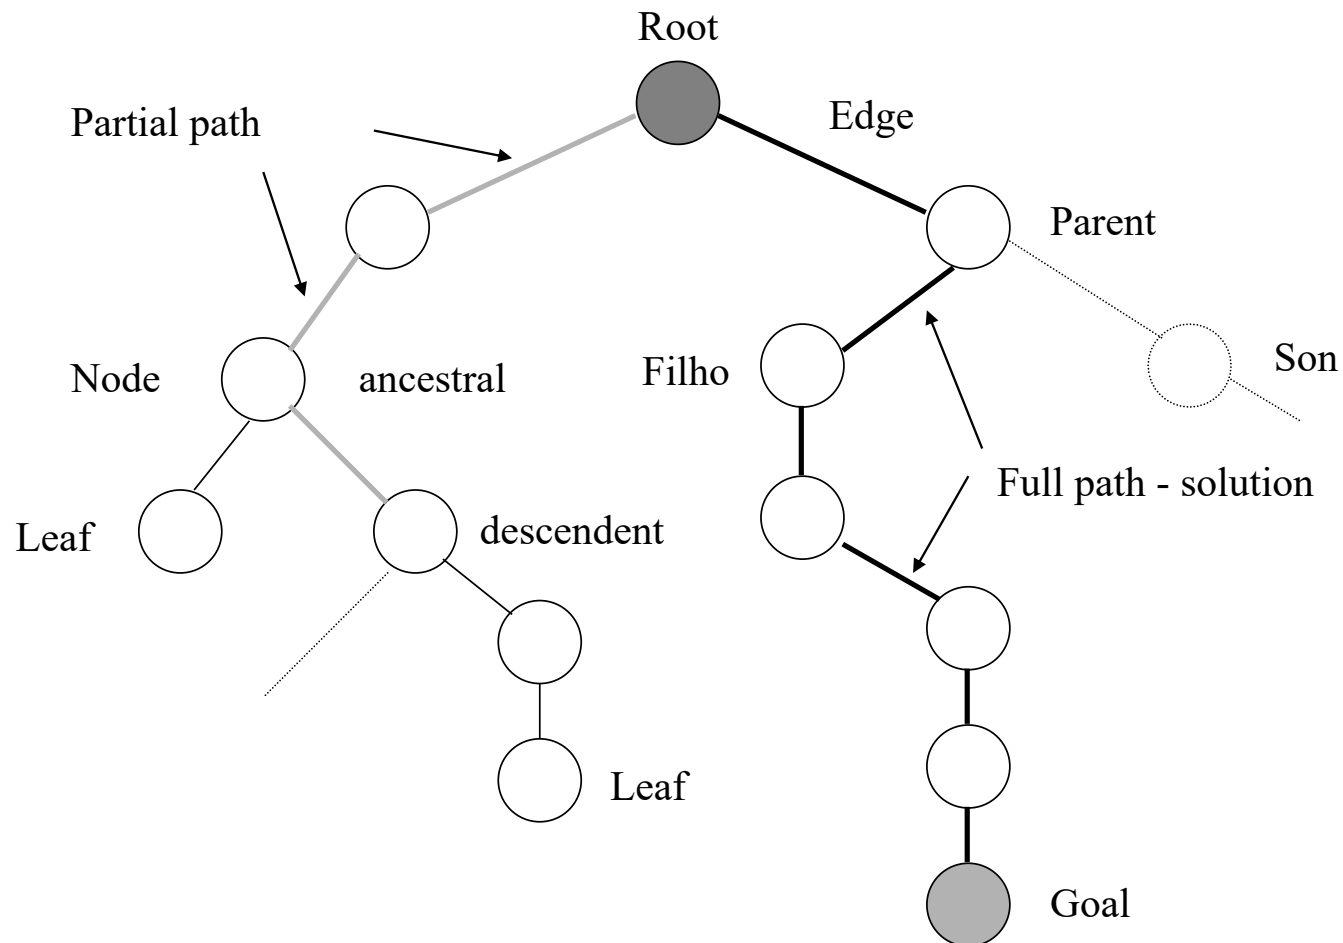 Root
Partial path
Edge
Parent
Node
ancestral
Filho
Son
Leaf
descendent
Full path - solution
Leaf
Goal